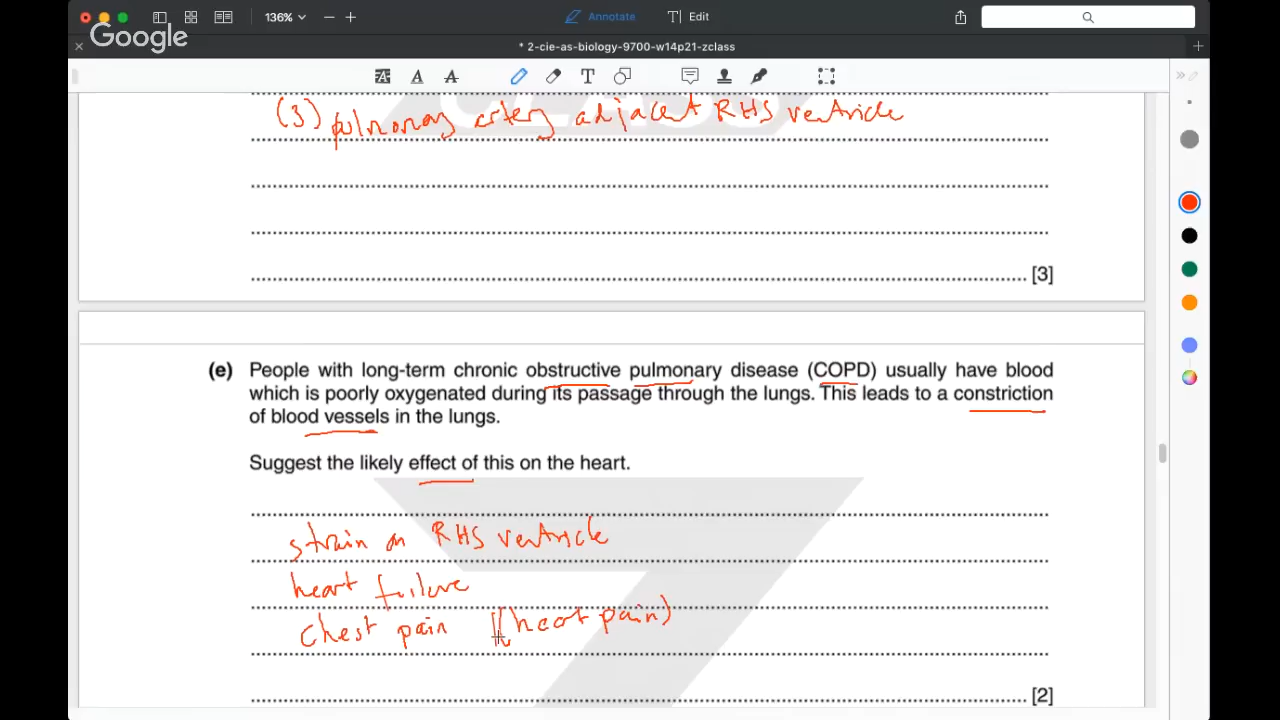 136%
Annotate
Edit
Google
* 2-cie-as-biology-9700-w14p21-zclass
(3) pulmonary artery adjacent RHS ventricle
[3]
(e) People with long-term chronic obstructive pulmonary disease (COPD) usually have blood
which is poorly oxygenated during its passage through the lungs. This leads to a constriction
of blood vessels in the lungs.
Suggest the likely effect of this on the heart.
strain on RHS ventricle
heart failure
chest pain (heart pain)
[2]